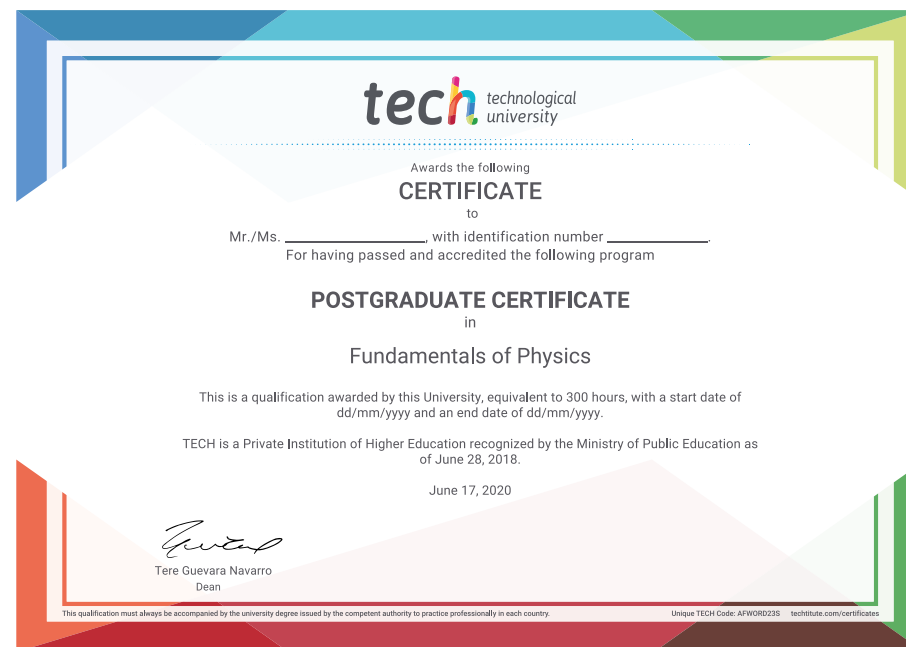 tech technological
university
Awards the following
CERTIFICATE
to
Mr./Ms. ____________________, with identification number ______________.
For having passed and accredited the following program
POSTGRADUATE CERTIFICATE
in
Fundamentals of Physics
This is a qualification awarded by this University, equivalent to 300 hours, with a start date of
dd/mm/yyyy and an end date of dd/mm/yyyy.
TECH is a Private Institution of Higher Education recognized by the Ministry of Public Education as
of June 28, 2018.
June 17, 2020
Tere Guevara Navarro
Dean
This qualification must always be accompanied by the university degree issued by the competent authority to practice professionally in each country.
Unique TECH Code: AFWORD23S techtitute.com/certificates